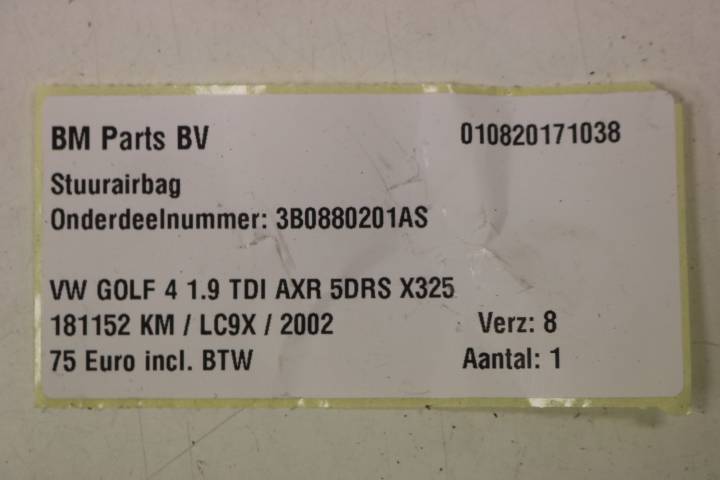 BM Parts BV 010820171038
Stuurairbag
Onderdeelnummer: 3B0880201AS
VW GOLF 4 1.9 TDI AXR 5DRS X325
181152 KM / LC9X / 2002 Verz: 8
75 Euro incl. BTW Aantal: 1